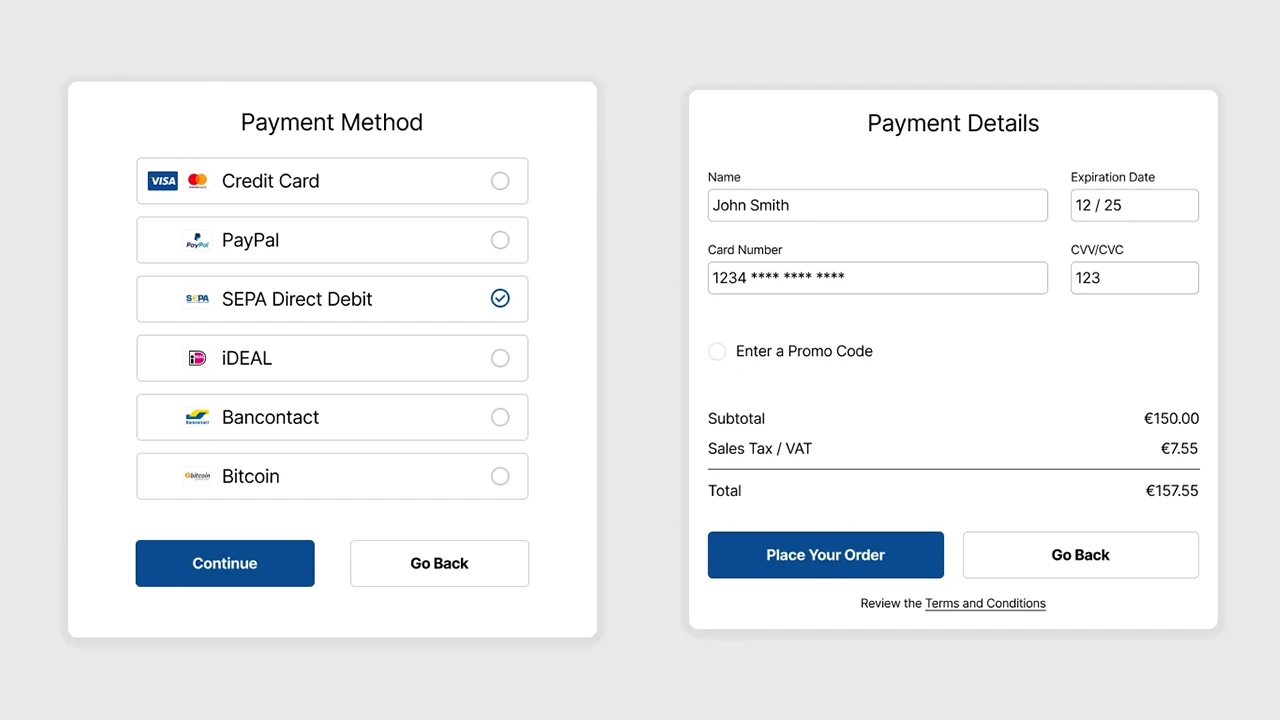 Payment Method
VISA Credit Card
PayPal PayPal
SEPA SEPA Direct Debit
iDEAL
Bancontact Bancontact
bitcoin Bitcoin
Continue Go Back
Payment Details
Name Expiration Date
John Smith 12 / 25
Card Number CVV/CVC
1234 **** **** **** 123
Enter a Promo Code
Subtotal €150.00
Sales Tax / VAT €7.55
Total €157.55
Place Your Order Go Back
Review the Terms and Conditions